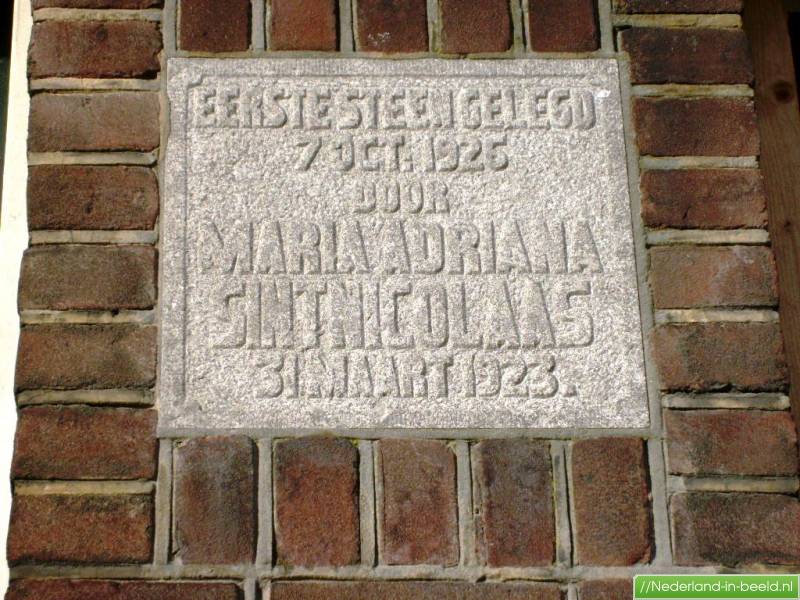 EERSTE STEEN GELEGD
7 OCT. 1925
DOOR
MARIA ADRIANA
SINT NICOLAAS
31 MAART 1923.
//Nederland-in-beeld.nl